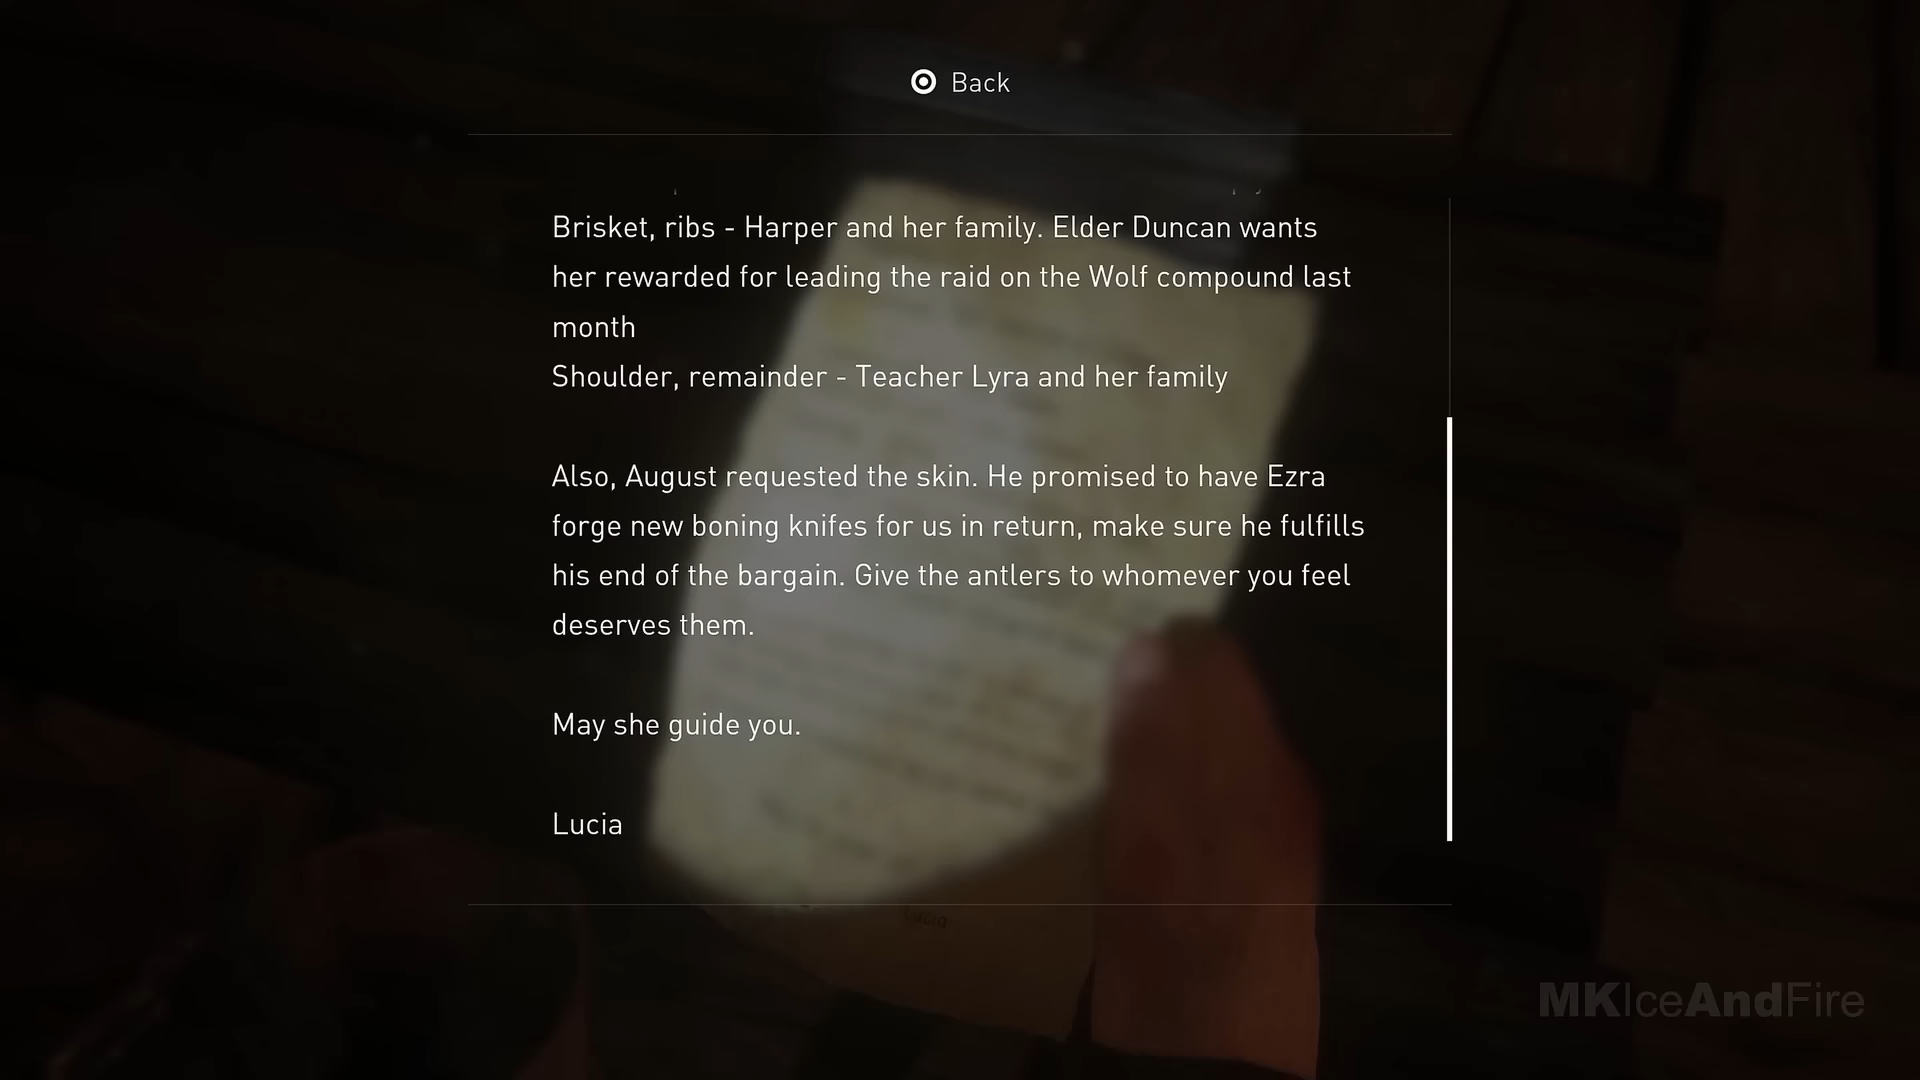 Back
Brisket, ribs - Harper and her family. Elder Duncan wants
her rewarded for leading the raid on the Wolf compound last
month
Shoulder, remainder - Teacher Lyra and her family
Also, August requested the skin. He promised to have Ezra
forge new boning knifes for us in return, make sure he fulfills
his end of the bargain. Give the antlers to whomever you feel
deserves them.
May she guide you.
Lucia
Lucia
MKIceAndFire